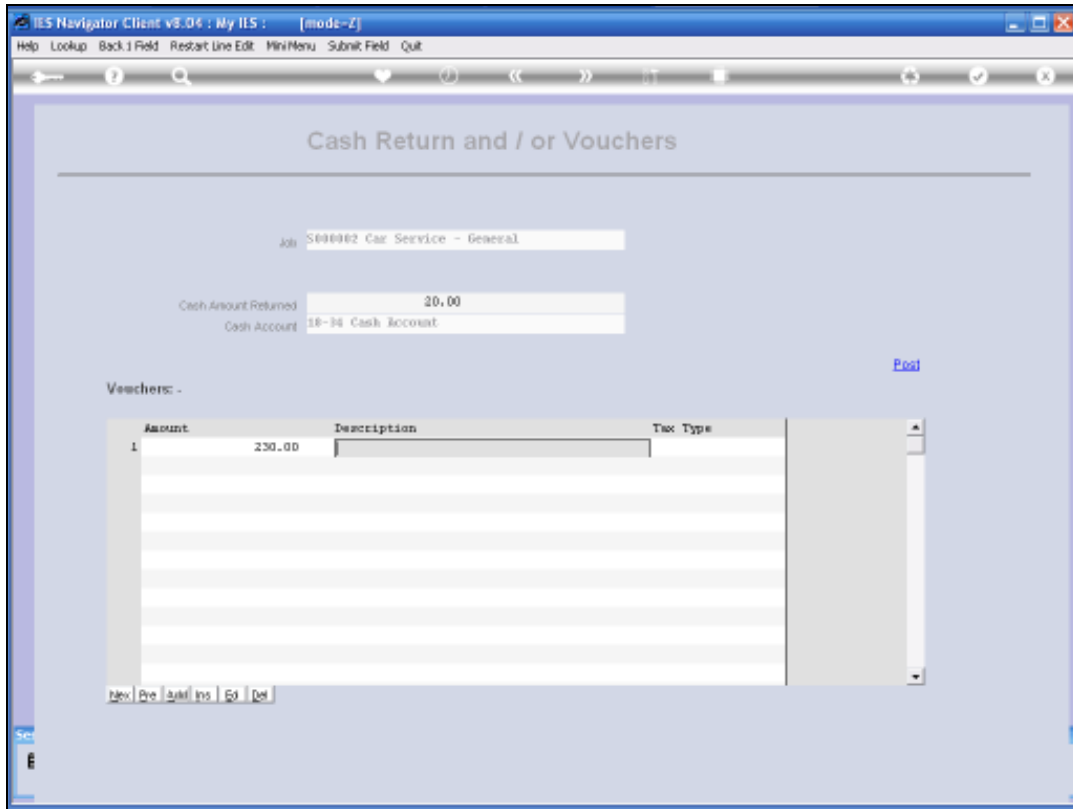 IES Navigator Client v8.04 : My IES : [mode-Z]
Help Lookup Back 1 Field Restart Line Edit MiniMenu Submit Field Quit
Cash Return and / or Vouchers
Job S000002 Car Service - General
Cash Amount Returned 20.00
Cash Account 18-34 Cash Account
Post
Vouchers: -
Amount Description Tax Type
1 230.00
Nex Pre Add Ins Ed Del